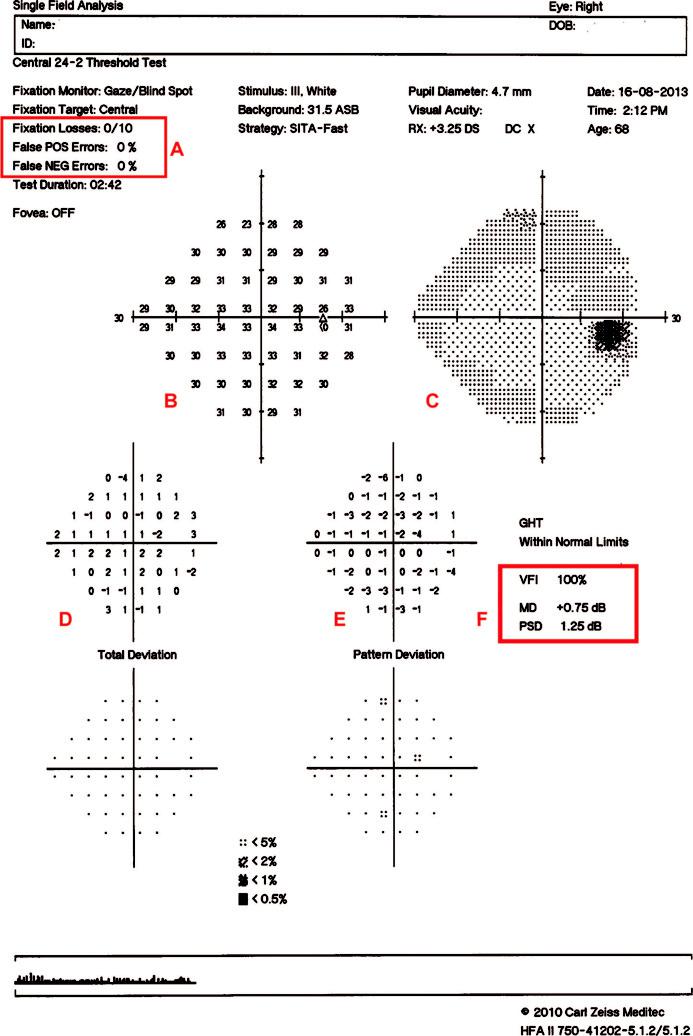 Single Field Analysis Eye: Right
Name: DOB:
ID:
Central 24-2 Threshold Test
Fixation Monitor: Gaze/Blind Spot Stimulus: III, White Pupil Diameter: 4.7 mm Date: 16-08-2013
Fixation Target: Central Background: 31.5 ASB Visual Acuity: Time: 2:12 PM
Fixation Losses: 0/10 Strategy: SITA-Fast RX: +3.25 DS DC X Age: 68
False POS Errors: 0 % A
False NEG Errors: 0 %
Test Duration: 02:42
Fovea: OFF
26 23 28 28
30 30 30 29 29 29
29 29 31 31 29 30 31 31
29 30 32 33 33 32 29 26 33
30 30
29 31 33 34 33 33 31 <0 31
30 30 33 33 33 31 32 28
30 30 30 32 32 30
31 30 29 31
B C
0 -4 1 2 -2 -6 -1 0
2 1 1 1 1 1 0 -1 -1 -2 -1 -1
1 -1 0 0 -1 0 2 3 -1 -3 -2 -2 -3 -2 -1 1
2 1 1 1 1 1 -2 3 0 -1 -1 -1 -1 -2 -4 1
2 1 2 2 1 2 2 1 0 -1 0 0 -1 0 0 -1
1 0 2 1 2 0 1 -2 -1 -2 0 -1 0 -2 -1 -4
0 -1 -1 1 1 0 -2 -3 -3 -1 -1 -2
3 1 -1 1 1 -1 -3 -1
GHT
Within Normal Limits
VFI 100%
MD +0.75 dB
PSD 1.25 dB
D E F
Total Deviation Pattern Deviation
< 5%
< 2%
< 1%
< 0.5%
© 2010 Carl Zeiss Meditec
HFA II 750-41202-5.1.2/5.1.2